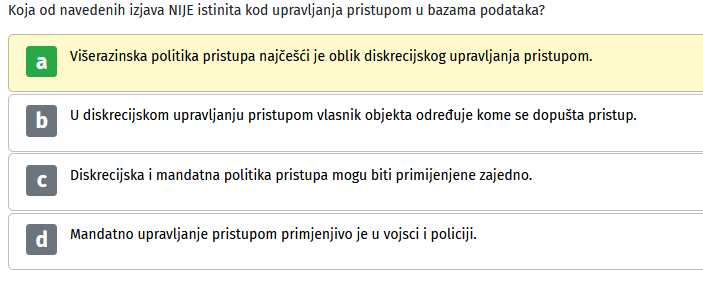 Koja od navedenih izjava NIJE istinita kod upravljanja pristupom u bazama podataka?
a Višerazinska politika pristupa najčešći je oblik diskrecijskog upravljanja pristupom.
b U diskrecijskom upravljanju pristupom vlasnik objekta određuje kome se dopušta pristup.
c Diskrecijska i mandatna politika pristupa mogu biti primijenjene zajedno.
d Mandatno upravljanje pristupom primjenjivo je u vojsci i policiji.